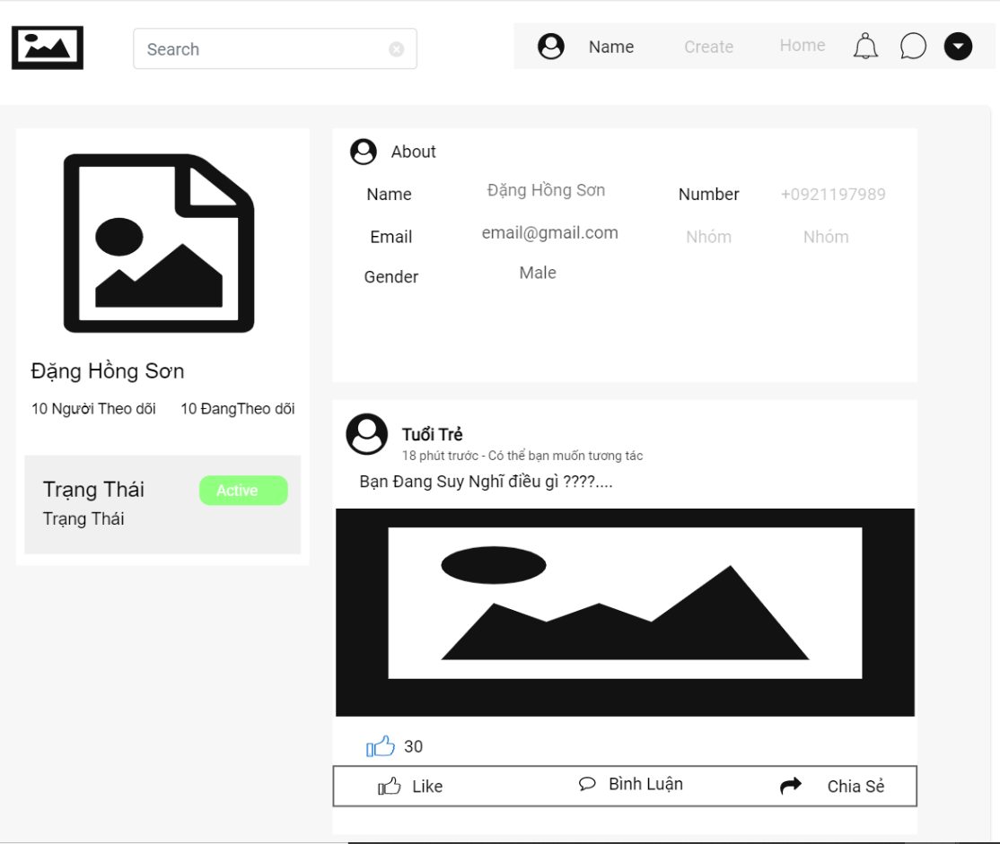 Search
Name Create Home
About
Name Đặng Hồng Sơn Number +0921197989
Email email@gmail.com Nhóm Nhóm
Gender Male
Đặng Hồng Sơn
10 Người Theo dõi 10 ĐangTheo dõi
Trạng Thái Active
Trạng Thái
Tuổi Trẻ
18 phút trước - Có thể bạn muốn tương tác
Bạn Đang Suy Nghĩ điều gì ????....
30
Like Bình Luận Chia Sẻ